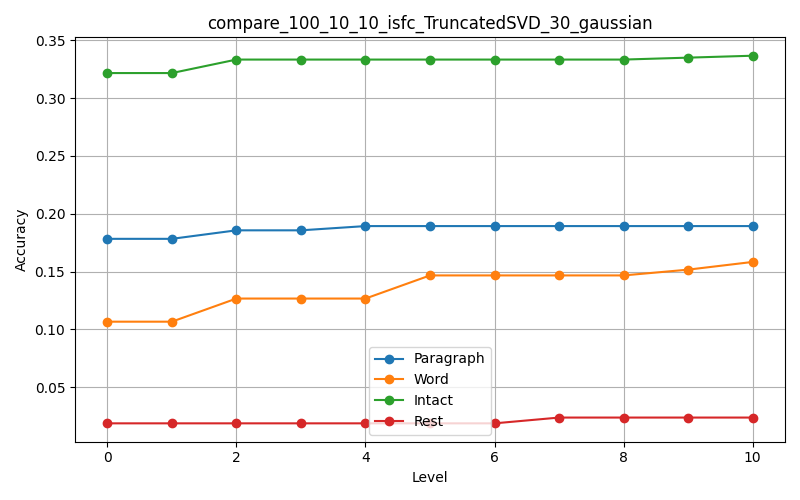 compare_100_10_10_isfc_TruncatedSVD_30_gaussian
0.35
0.30
0.25
0.20
0.15
0.10
0.05
Accuracy
Paragraph
Word
Intact
Rest
0 2 4 6 8 10
Level